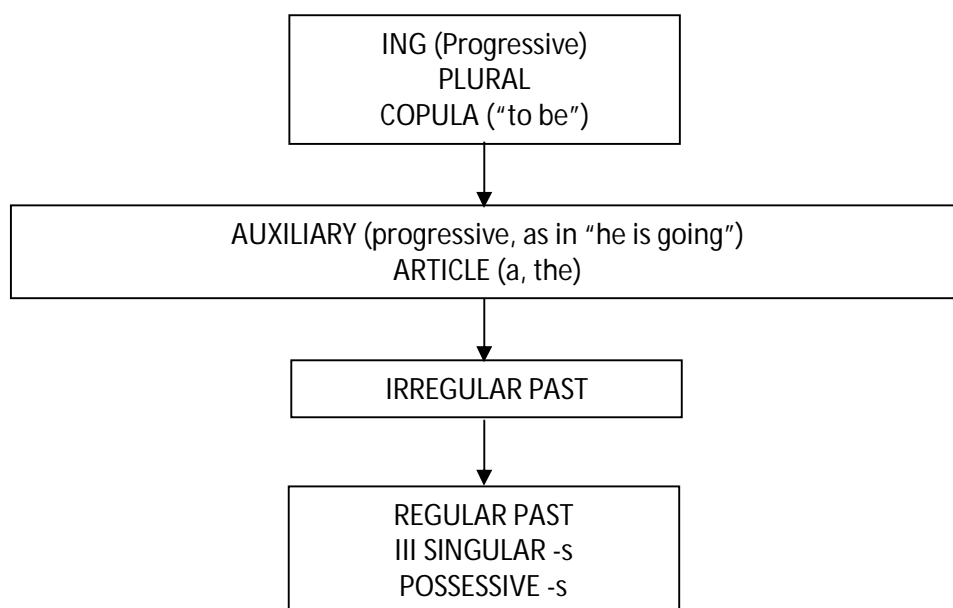 ING (Progressive)
PLURAL
COPULA (“to be”)
AUXILIARY (progressive, as in “he is going”)
ARTICLE (a, the)
IRREGULAR PAST
REGULAR PAST
III SINGULAR -s
POSSESSIVE -s